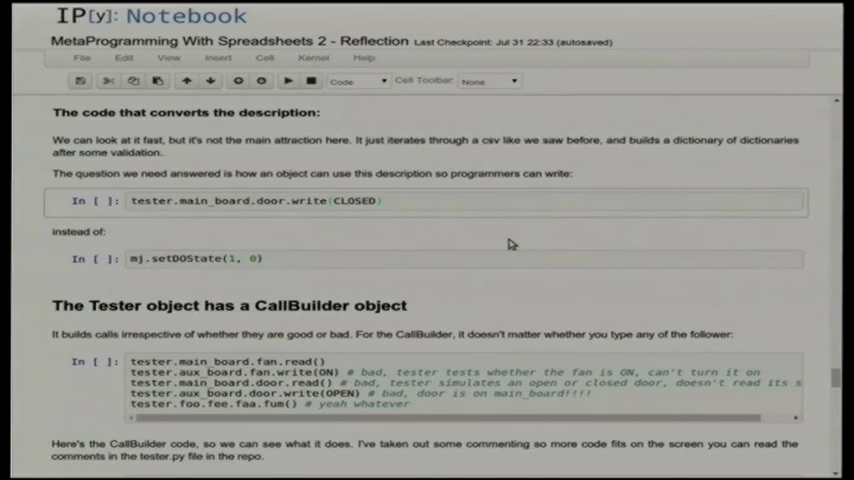 IP[y]: Notebook
MetaProgramming With Spreadsheets 2 - Reflection Last Checkpoint: Jul 31 22:33 (autosaved)
File Edit View Insert Cell Kernel Help
Code Cell Toolbar: None
The code that converts the description:
We can look at it fast, but it's not the main attraction here. It just iterates through a csv like we saw before, and builds a dictionary of dictionaries
after some validation.
The question we need answered is how an object can use this description so programmers can write:
In [ ]: tester.main_board.door.write(CLOSED)
instead of:
In [ ]: mj.setDOState(1, 0)
The Tester object has a CallBuilder object
It builds calls irrespective of whether they are good or bad. For the CallBuilder, it doesn't matter whether you type any of the follower:
In [ ]: tester.main_board.fan.read()
tester.aux_board.fan.write(ON) # bad, tester tests whether the fan is ON, can't turn it on
tester.main_board.door.read() # bad, tester simulates an open or closed door, doesn't read its s
tester.aux_board.door.write(OPEN) # bad, door is on main_board!!!!
tester.foo.fee.faa.fum() # yeah whatever
Here's the CallBuilder code, so we can see what it does. I've taken out some commenting so more code fits on the screen you can read the
comments in the tester.py file in the repo.